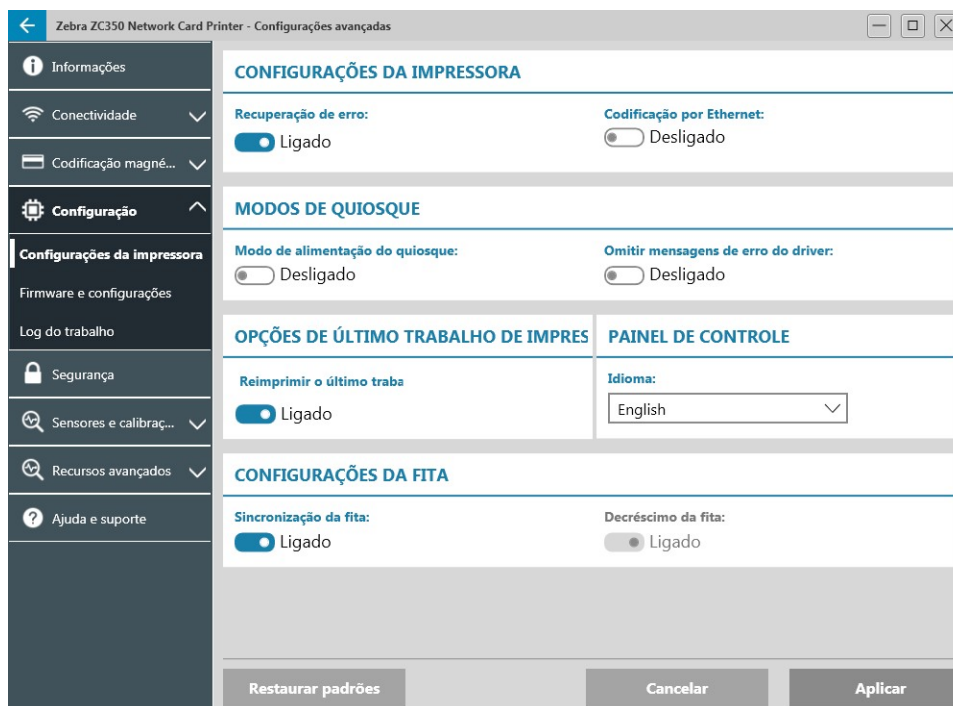 Zebra ZC350 Network Card Printer - Configurações avançadas
Informações
Conectividade
Codificação magné...
Configuração
Configurações da impressora
Firmware e configurações
Log do trabalho
Segurança
Sensores e calibraç...
Recursos avançados
Ajuda e suporte
CONFIGURAÇÕES DA IMPRESSORA
Recuperação de erro:
Ligado
Codificação por Ethernet:
Desligado
MODOS DE QUIOSQUE
Modo de alimentação do quiosque:
Desligado
Omitir mensagens de erro do driver:
Desligado
OPÇÕES DE ÚLTIMO TRABALHO DE IMPRES
Reimprimir o último traba
Ligado
PAINEL DE CONTROLE
Idioma:
English
CONFIGURAÇÕES DA FITA
Sincronização da fita:
Ligado
Decréscimo da fita:
Ligado
Restaurar padrões
Cancelar
Aplicar